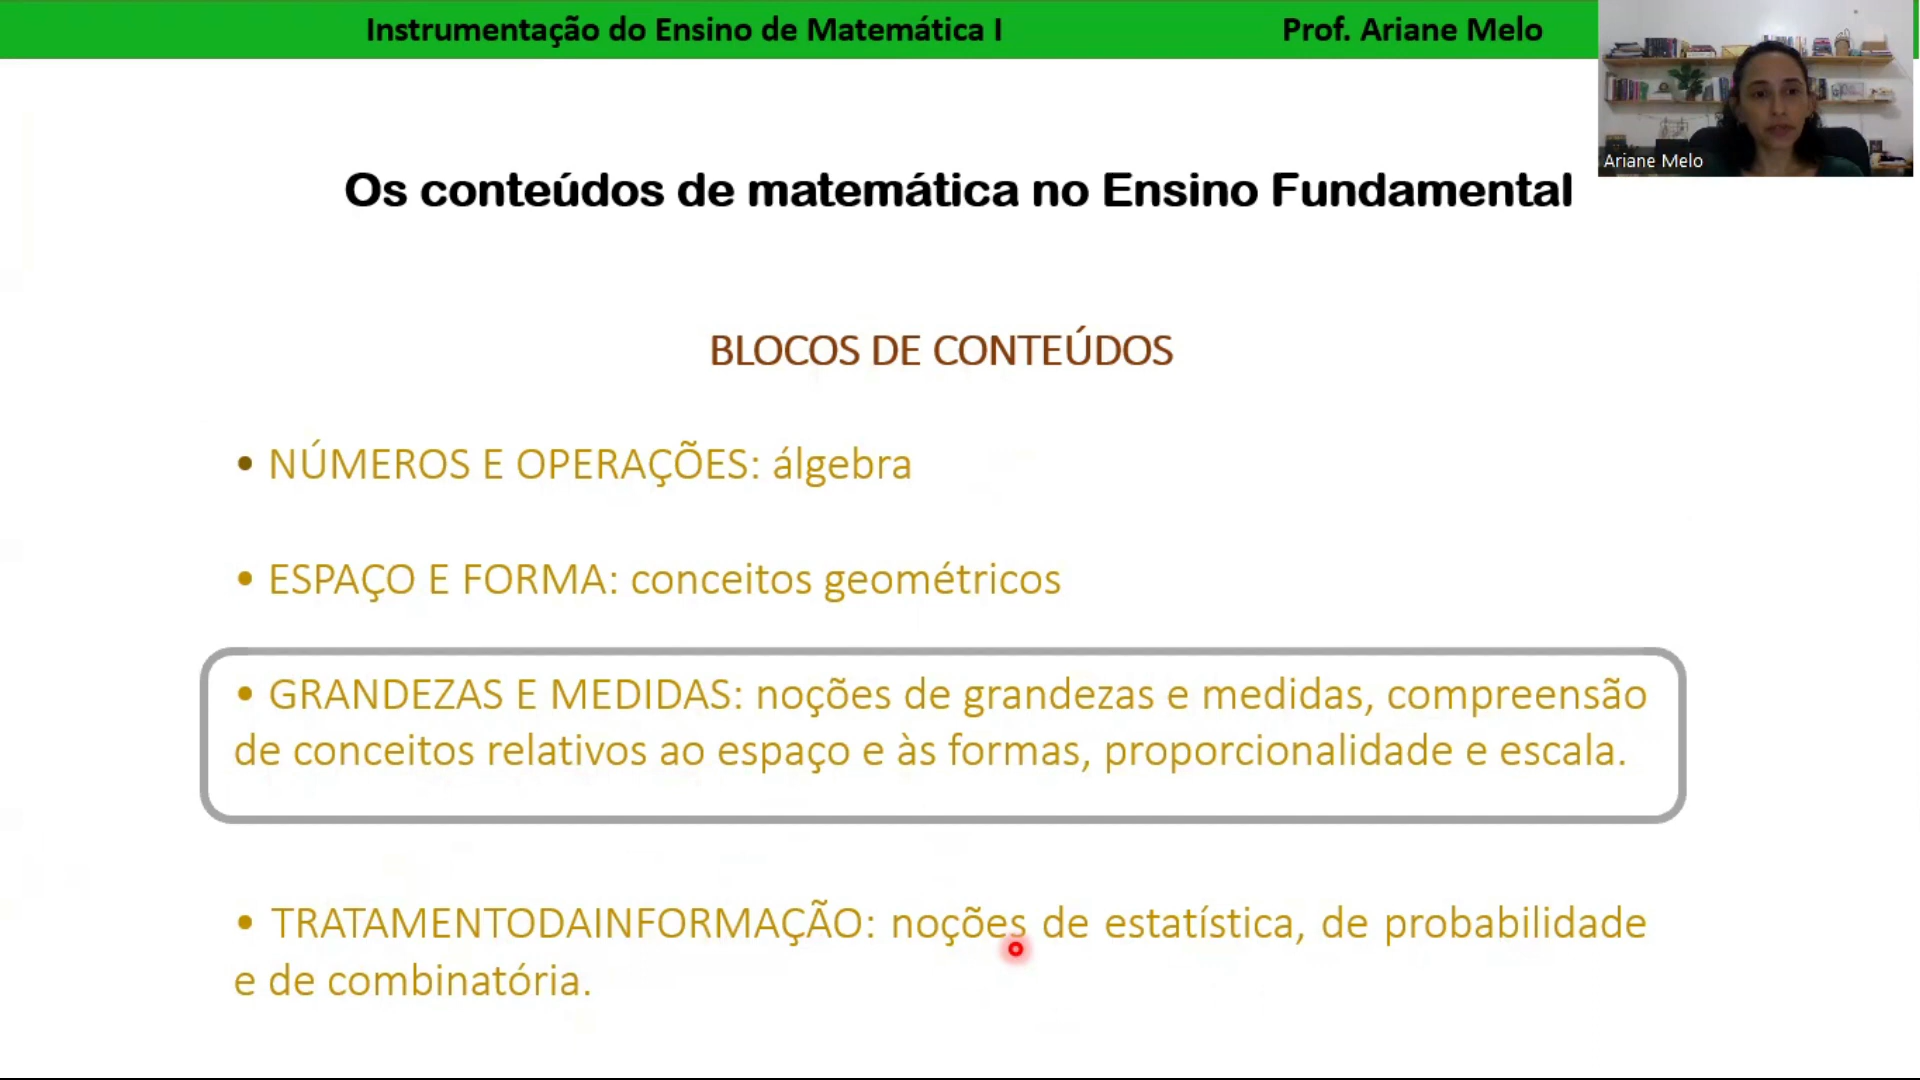 Instrumentação do Ensino de Matemática I Prof. Ariane Melo
Ariane Melo
Os conteúdos de matemática no Ensino Fundamental
BLOCOS DE CONTEÚDOS
• NÚMEROS E OPERAÇÕES: álgebra
• ESPAÇO E FORMA: conceitos geométricos
• GRANDEZAS E MEDIDAS: noções de grandezas e medidas, compreensão
de conceitos relativos ao espaço e às formas, proporcionalidade e escala.
• TRATAMENTODAINFORMAÇÃO: noções de estatística, de probabilidade
e de combinatória.